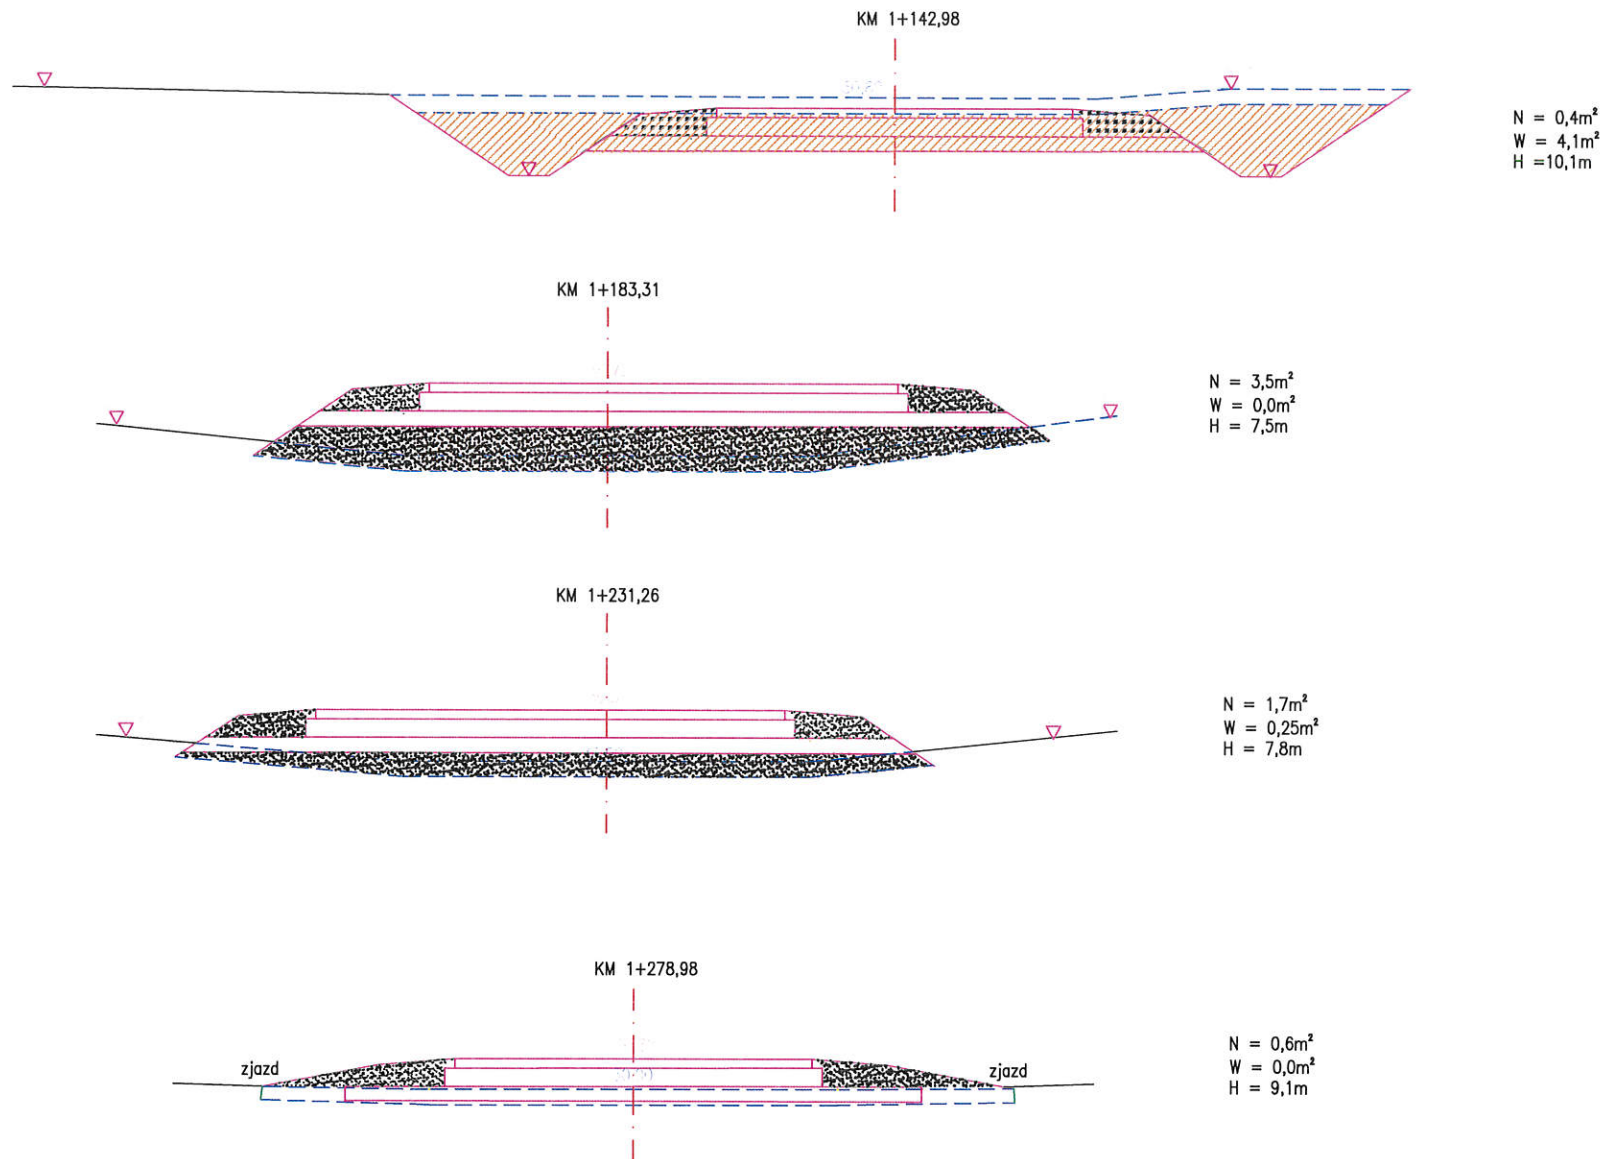 KM 1+142,98
N = 0,4m²
W = 4,1m²
H =10,1m
KM 1+183,31
N = 3,5m²
W = 0,0m²
H = 7,5m
KM 1+231,26
N = 1,7m²
W = 0,25m²
H = 7,8m
KM 1+278,98
zjazd
zjazd
N = 0,6m²
W = 0,0m²
H = 9,1m